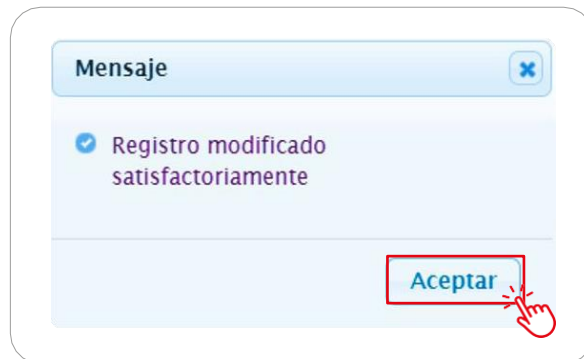 Mensaje
Registro modificado
satisfactoriamente
Aceptar